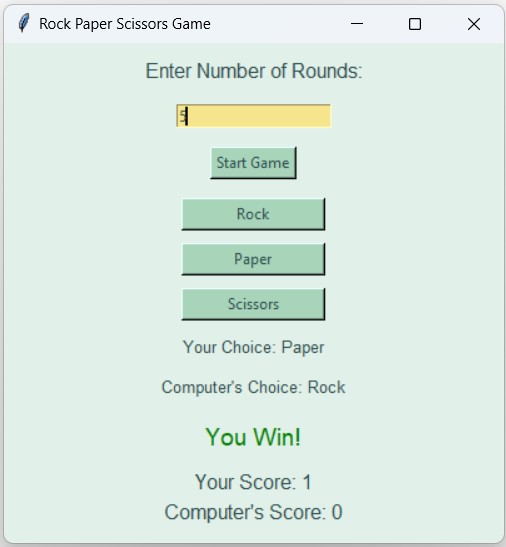 Rock Paper Scissors Game
Enter Number of Rounds:
5
Start Game
Rock
Paper
Scissors
Your Choice: Paper
Computer's Choice: Rock
You Win!
Your Score: 1
Computer's Score: 0